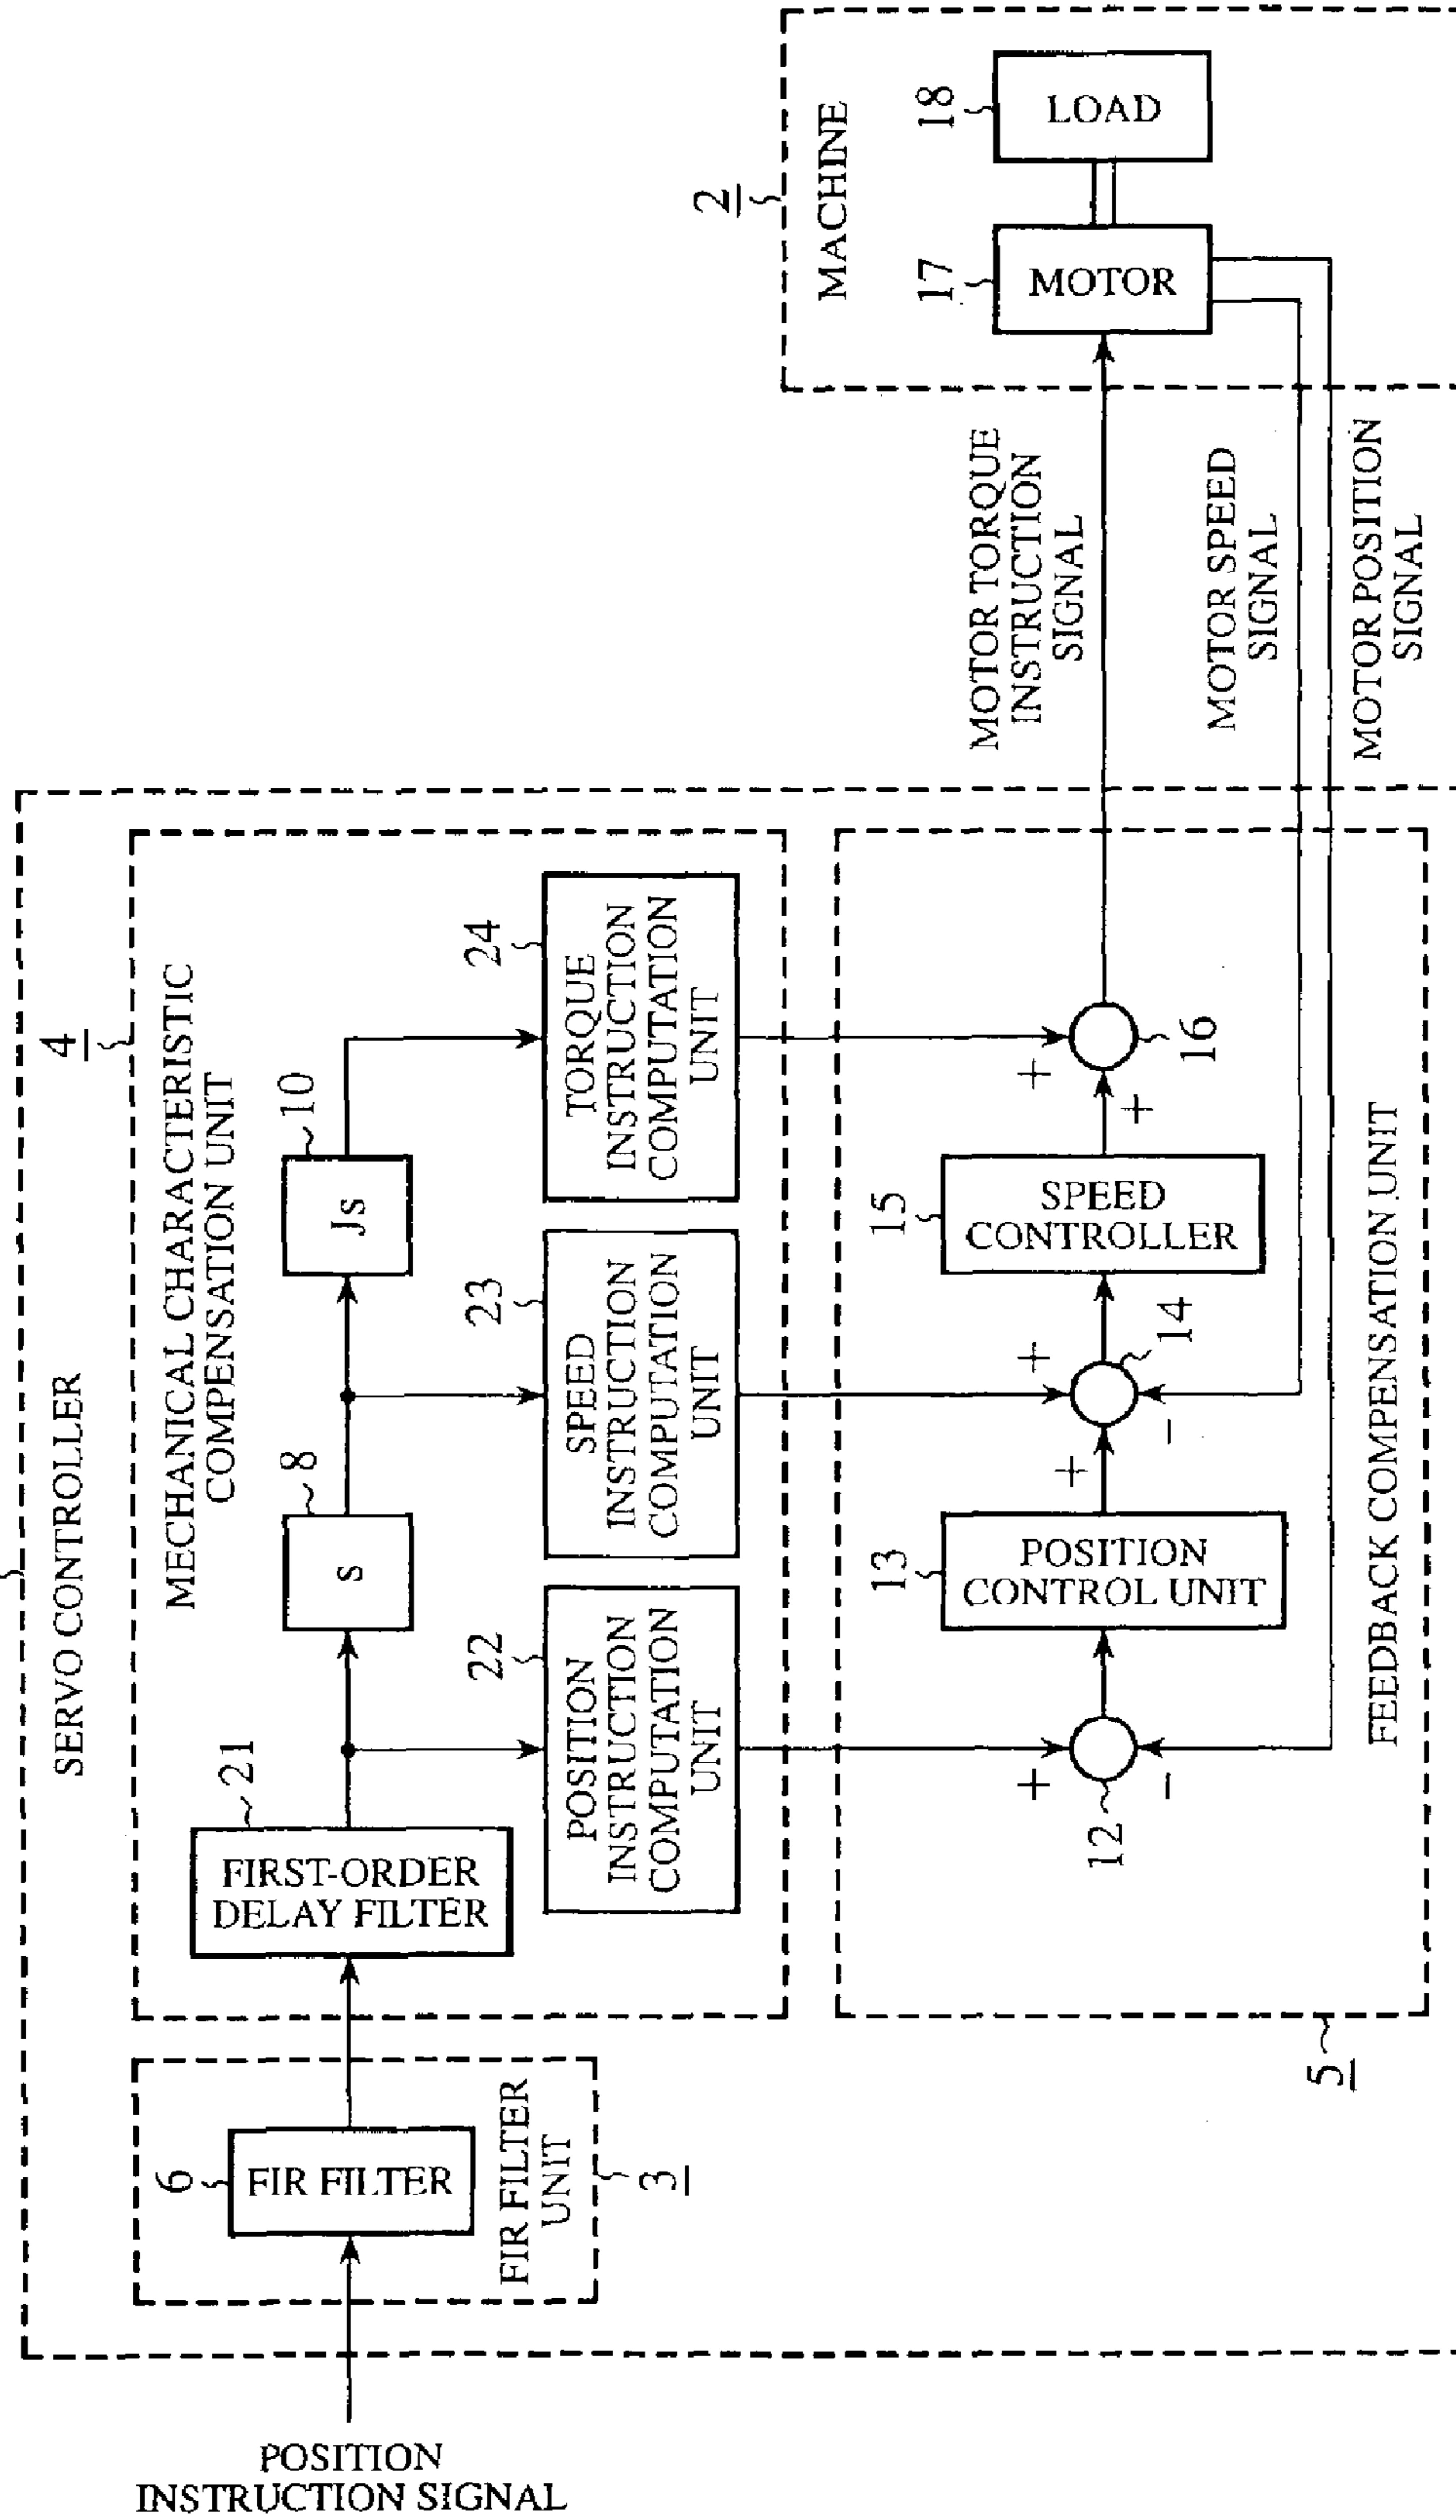 SERVO CONTROLLER
4
MECHANICAL CHARACTERISTIC
COMPENSATION UNIT
2
MACHINE
6
FIR FILTER
FIR FILTER
UNIT
3
21
FIRST-ORDER
DELAY FILTER
8
s
10
Js
22
POSITION
INSTRUCTION
COMPUTATION
UNIT
23
SPEED
INSTRUCTION
COMPUTATION
UNIT
24
TORQUE
INSTRUCTION
COMPUTATION
UNIT
POSITION
INSTRUCTION SIGNAL
17
MOTOR
18
LOAD
MOTOR TORQUE
INSTRUCTION
SIGNAL
MOTOR SPEED
SIGNAL
MOTOR POSITION
SIGNAL
+
−
12
13
POSITION
CONTROL UNIT
+
+
−
14
15
SPEED
CONTROLLER
+
+
16
5
FEEDBACK COMPENSATION UNIT